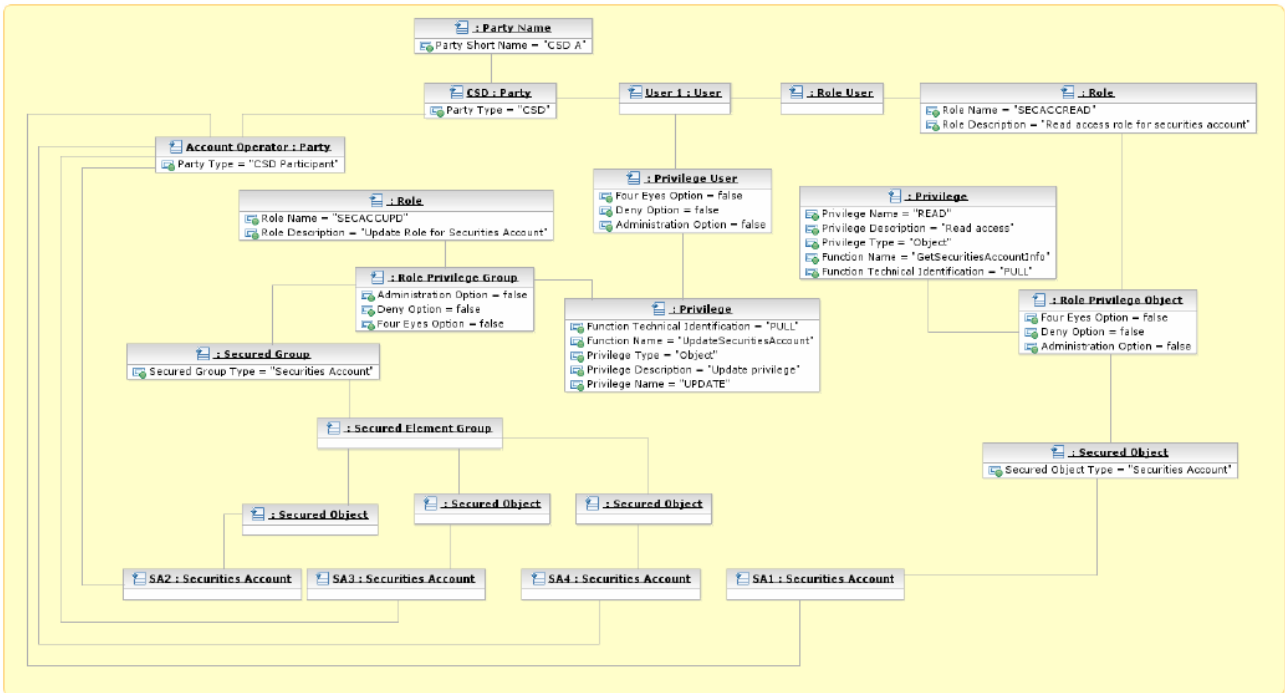 : Party Name
Party Short Name = "CSD A"
CSD : Party
Party Type = "CSD"
User 1 : User
: Role User
: Role
Role Name = "SECACCREAD"
Role Description = "Read access role for securities account"
Account Operator : Party
Party Type = "CSD Participant"
: Role
Role Name = "SECACCUPD"
Role Description = "Update Role for Securities Account"
: Privilege User
Four Eyes Option = false
Deny Option = false
Administration Option = false
: Privilege
Privilege Name = "READ"
Privilege Description = "Read access"
Privilege Type = "Object"
Function Name = "GetSecuritiesAccountInfo"
Function Technical Identification = "PULL"
: Role Privilege Group
Administration Option = false
Deny Option = false
Four Eyes Option = false
: Privilege
Function Technical Identification = "PULL"
Function Name = "UpdateSecuritiesAccount"
Privilege Type = "Object"
Privilege Description = "Update privilege"
Privilege Name = "UPDATE"
: Role Privilege Object
Four Eyes Option = false
Deny Option = false
Administration Option = false
: Secured Group
Secured Group Type = "Securities Account"
: Secured Element Group
: Secured Object
Secured Object Type = "Securities Account"
: Secured Object
: Secured Object
: Secured Object
SA2 : Securities Account
SA3 : Securities Account
SA4 : Securities Account
SA1 : Securities Account